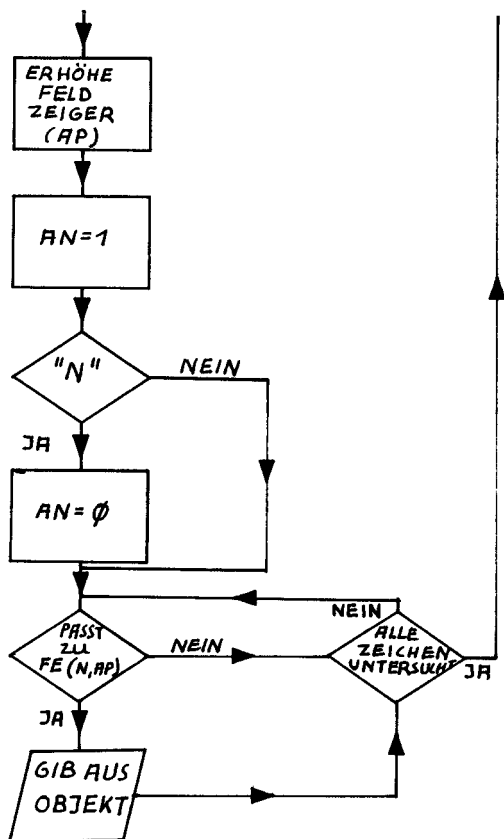 ERHÖHE
FELD
ZEIGER
(AP)
AN=1
"N"
NEIN
JA
AN=Ø
NEIN
PASST
ZU
FE(N,AP)
NEIN
ALLE
ZEICHEN
UNTERSUCHT
JA
JA
GIB AUS
OBJEKT